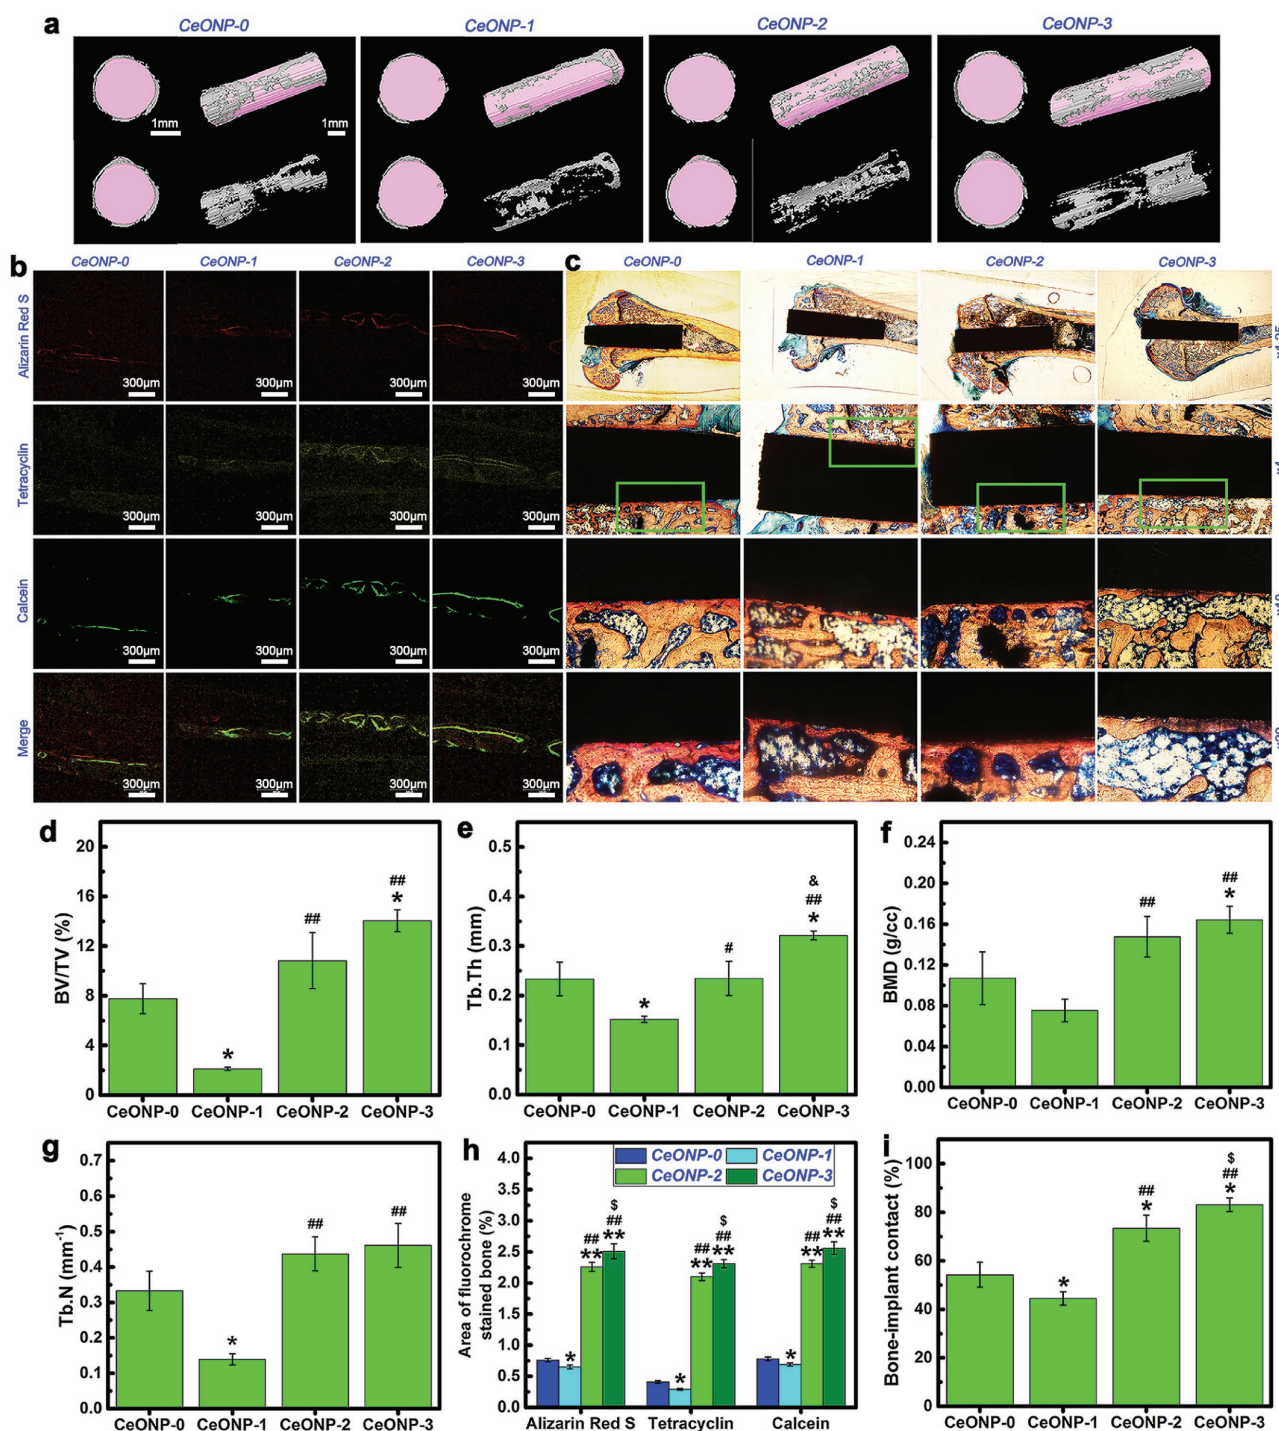 a
CeONP-0 CeONP-1 CeONP-2 CeONP-3
1mm 1mm
b CeONP-0 CeONP-1 CeONP-2 CeONP-3
Alizarin Red S
300μm 300μm 300μm 300μm
Tetracyclin
300μm 300μm 300μm 300μm
Calcein
300μm 300μm 300μm 300μm
Merge
300μm 300μm 300μm 300μm
c CeONP-0 CeONP-1 CeONP-2 CeONP-3
d
BV/TV (%)
20
16
12
8
4
0
*
##
##
*
CeONP-0 CeONP-1 CeONP-2 CeONP-3
e
Tb.Th (mm)
0.5
0.4
0.3
0.2
0.1
0.0
*
#
&
##
*
CeONP-0 CeONP-1 CeONP-2 CeONP-3
f
BMD (g/cc)
0.24
0.20
0.16
0.12
0.08
0.04
0.00
##
##
*
CeONP-0 CeONP-1 CeONP-2 CeONP-3
g
Tb.N (mm⁻¹)
0.7
0.6
0.5
0.4
0.3
0.2
0.1
0.0
*
##
##
CeONP-0 CeONP-1 CeONP-2 CeONP-3
h
Area of fluorochrome
stained bone (%)
4.0
3.5
3.0
2.5
2.0
1.5
1.0
0.5
0.0
CeONP-0 CeONP-1
CeONP-2 CeONP-3
*
##
**
$
##
**
*
##
**
$
##
**
*
##
**
$
##
**
Alizarin Red S Tetracyclin Calcein
i
Bone-implant contact (%)
100
80
60
40
20
0
*
##
*
$
##
*
CeONP-0 CeONP-1 CeONP-2 CeONP-3